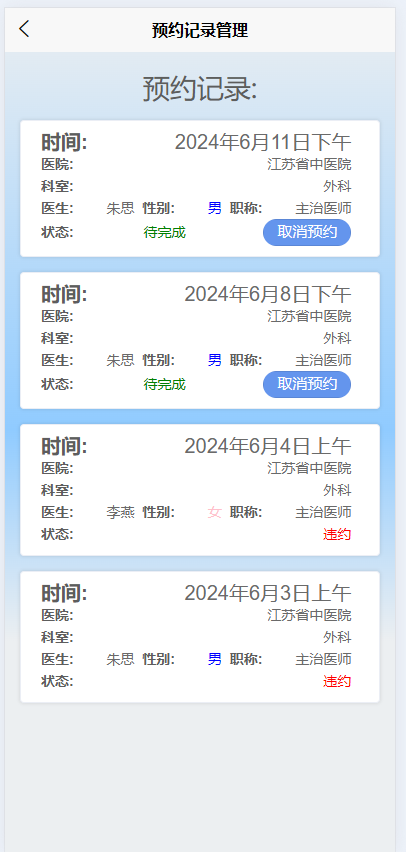 预约记录管理
预约记录:
时间: 2024年6月11日下午
医院: 江苏省中医院
科室: 外科
医生: 朱思 性别: 男 职称: 主治医师
状态: 待完成 取消预约
时间: 2024年6月8日下午
医院: 江苏省中医院
科室: 外科
医生: 朱思 性别: 男 职称: 主治医师
状态: 待完成 取消预约
时间: 2024年6月4日上午
医院: 江苏省中医院
科室: 外科
医生: 李燕 性别: 女 职称: 主治医师
状态: 违约
时间: 2024年6月3日上午
医院: 江苏省中医院
科室: 外科
医生: 朱思 性别: 男 职称: 主治医师
状态: 违约